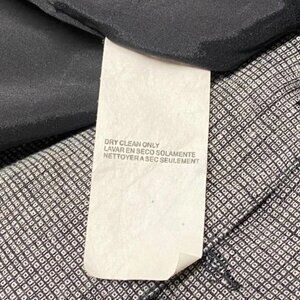 DRY CLEAN ONLY
LAVAR EN SECO SOLAMENTE
NETTOYER A SEC SEULEMENT